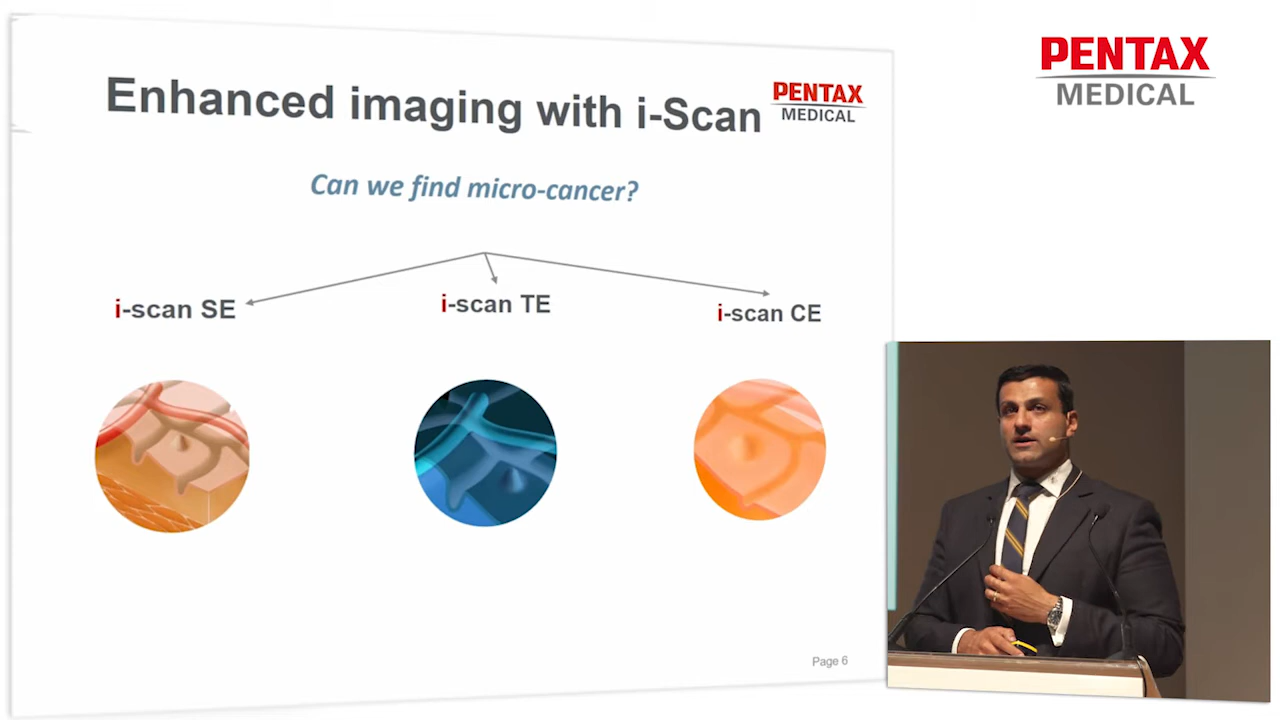 Enhanced imaging with i-Scan
PENTAX
MEDICAL
Can we find micro-cancer?
i-scan SE
i-scan TE
i-scan CE
Page 6
PENTAX
MEDICAL